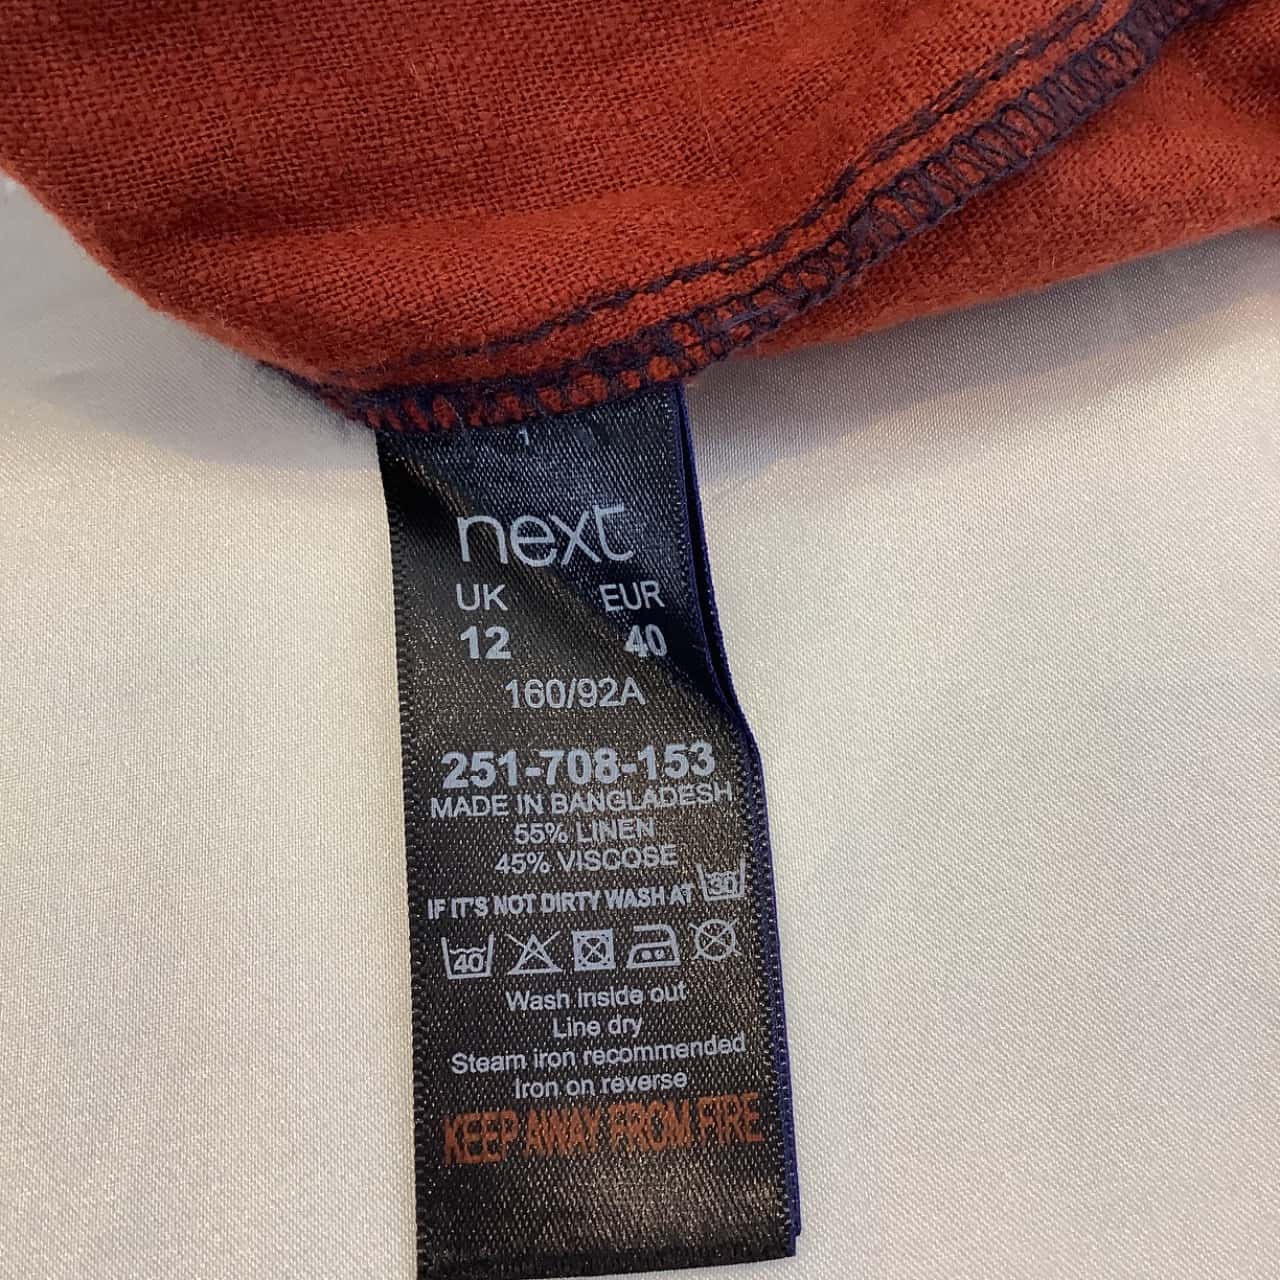 1
next
UK EUR
12 40
160/92A
251-708-153
MADE IN BANGLADESH
55% LINEN
45% VISCOSE
IF IT'S NOT DIRTY WASH AT 30
40
Wash inside out
Line dry
Steam iron recommended
Iron on reverse
KEEP AWAY FROM FIRE